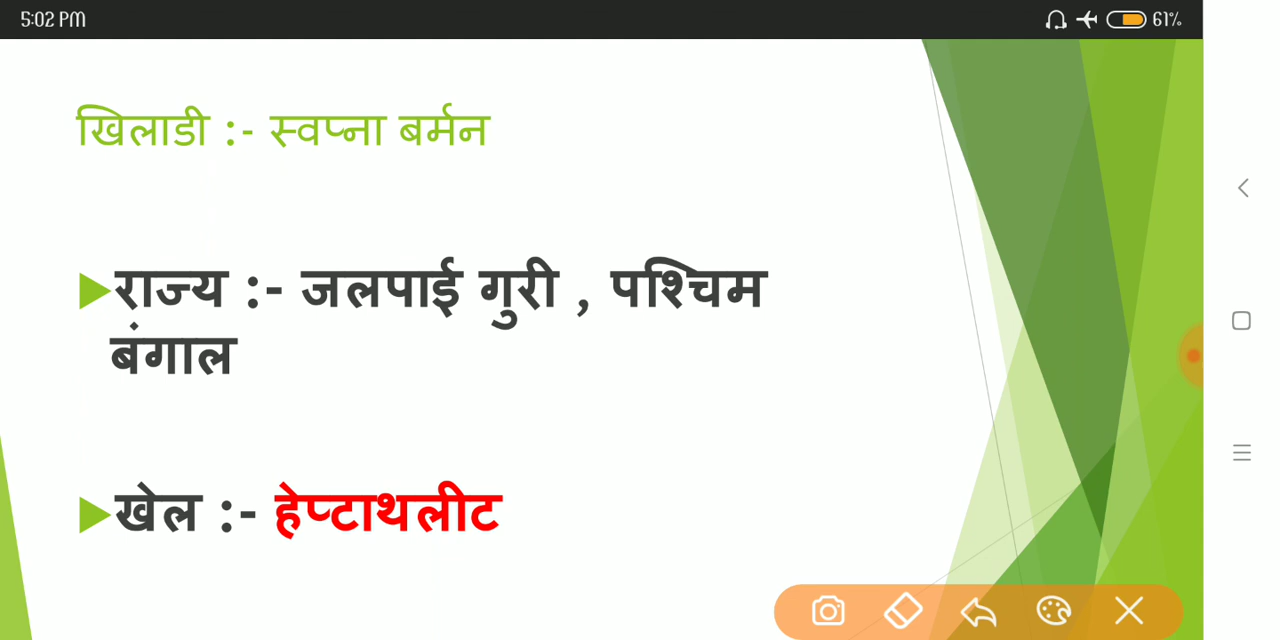 5:02 PM 61%
खिलाडी :- स्वप्ना बर्मन
राज्य :- जलपाई गुरी , पश्चिम
बंगाल
खेल :- हेप्टाथलीट